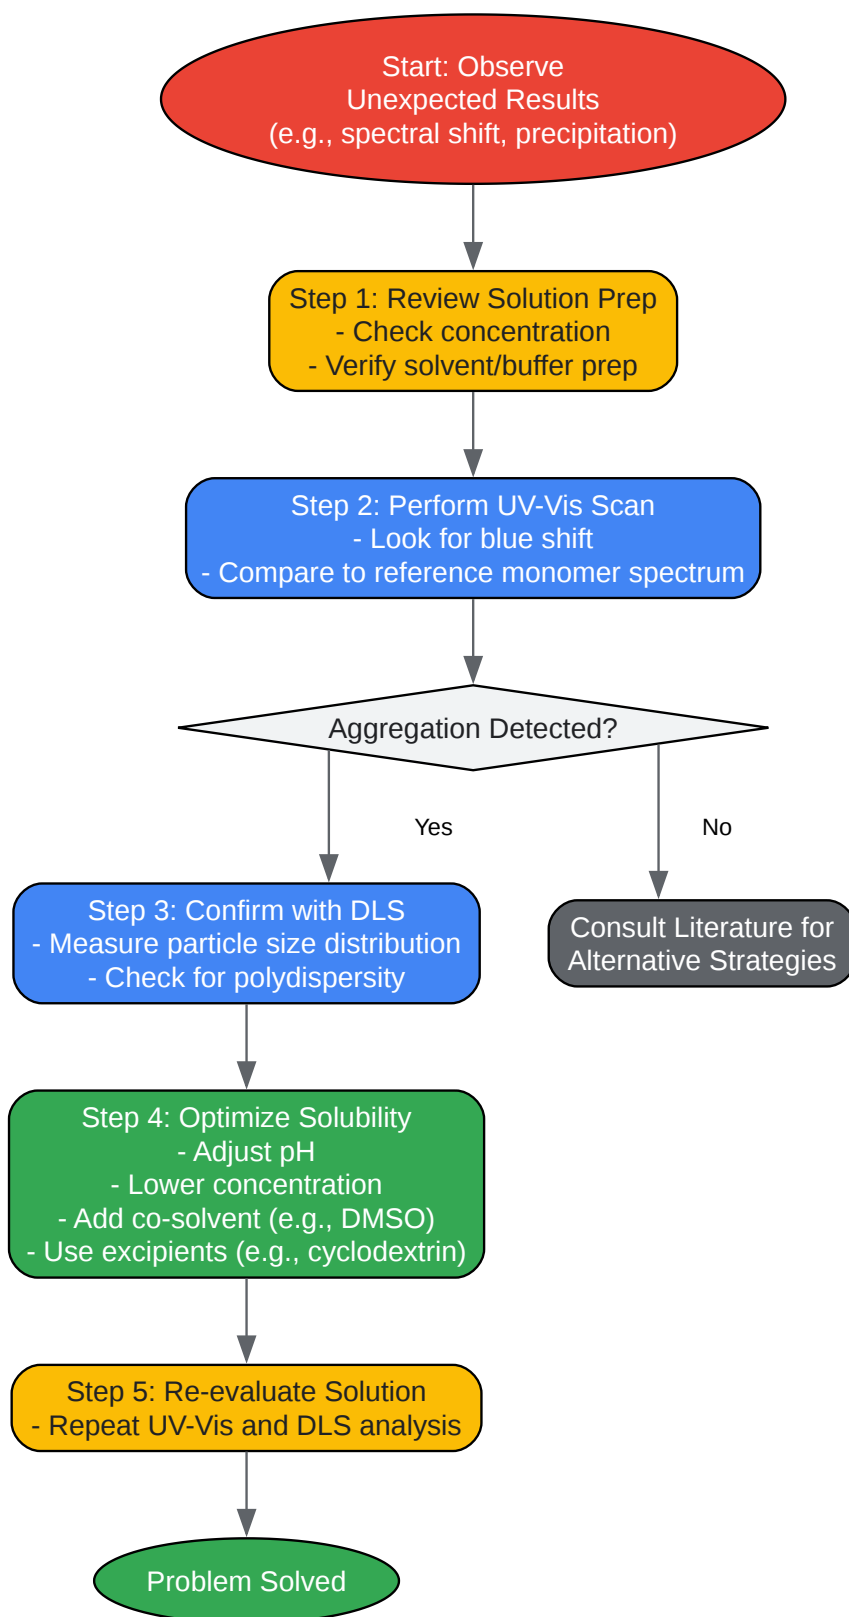 Start: Observe
Unexpected Results
(e.g., spectral shift, precipitation)
Step 1: Review Solution Prep
- Check concentration
- Verify solvent/buffer prep
Step 2: Perform UV-Vis Scan
- Look for blue shift
- Compare to reference monomer spectrum
Aggregation Detected?
Yes
No
Step 3: Confirm with DLS
- Measure particle size distribution
- Check for polydispersity
Consult Literature for
Alternative Strategies
Step 4: Optimize Solubility
- Adjust pH
- Lower concentration
- Add co-solvent (e.g., DMSO)
- Use excipients (e.g., cyclodextrin)
Step 5: Re-evaluate Solution
- Repeat UV-Vis and DLS analysis
Problem Solved